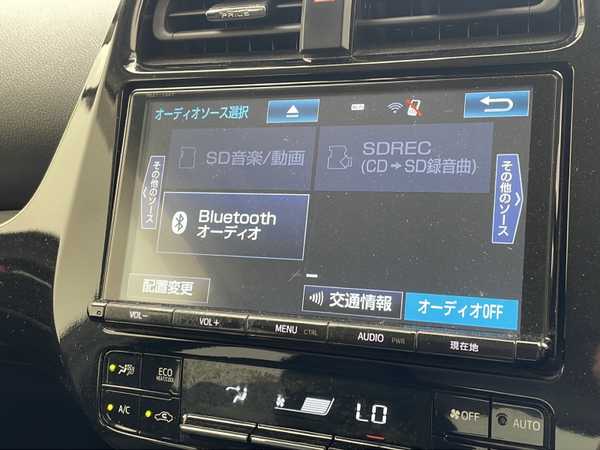 オーディオソース選択
SD音楽/動画
SDREC
(CD→SD録音曲)
その他のソース
その他のソース
Bluetooth
オーディオ
配置変更
交通情報
オーディオOFF
VOL−
VOL+
MENU CTRL
AUDIO PWR
現在地
ECO
HEAT/COOL
A/C
LO
OFF
AUTO